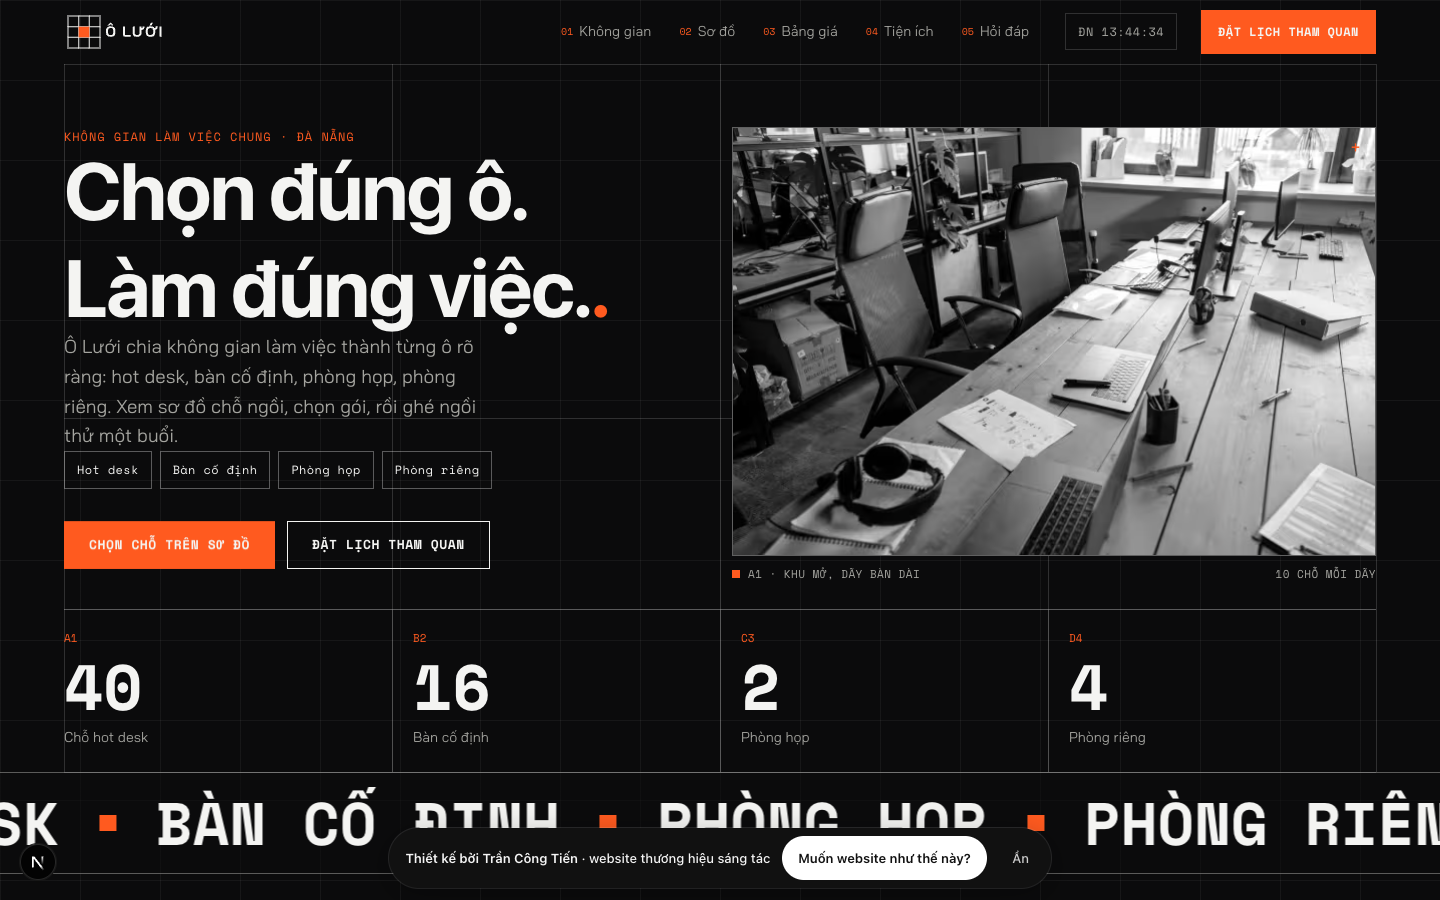 Ô LƯỚI
01 Không gian
02 Sơ đồ
03 Bảng giá
04 Tiện ích
05 Hỏi đáp
ĐN 13:44:34
ĐẶT LỊCH THAM QUAN
KHÔNG GIAN LÀM VIỆC CHUNG · ĐÀ NẴNG
Chọn đúng ô.
Làm đúng việc..
Ô Lưới chia không gian làm việc thành từng ô rõ
ràng: hot desk, bàn cố định, phòng họp, phòng
riêng. Xem sơ đồ chỗ ngồi, chọn gói, rồi ghé ngồi
thử một buổi.
Hot desk
Bàn cố định
Phòng họp
Phòng riêng
CHỌN CHỖ TRÊN SƠ ĐỒ
ĐẶT LỊCH THAM QUAN
A1 · KHU MỞ, DÃY BÀN DÀI
10 CHỖ MỖI DÃY
A1
40
Chỗ hot desk
B2
16
Bàn cố định
C3
2
Phòng họp
D4
4
Phòng riêng
SK ▪ BÀN CỐ ĐỊNH ▪ PHÒNG HỌP ▪ PHÒNG RIÊN
N
Thiết kế bởi Trần Công Tiến · website thương hiệu sáng tác
Muốn website như thế này?
Ẩn